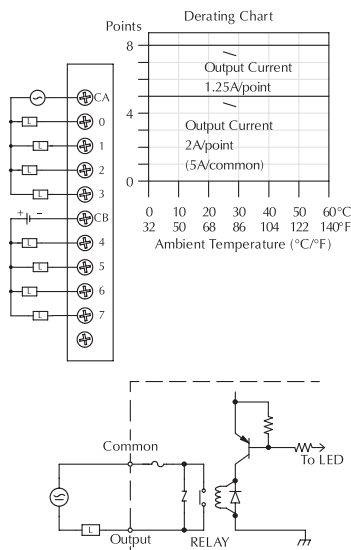 Derating Chart
Points
8
Output Current
1.25A/point
4
Output Current
2A/point
(5A/common)
0
0 10 20 30 40 50 60°C
32 50 68 86 104 122 140°F
Ambient Temperature (°C/°F)
CA
L 0
L 1
L 2
L 3
+ - CB
L 4
L 5
L 6
L 7
Common
To LED
L
Output
RELAY